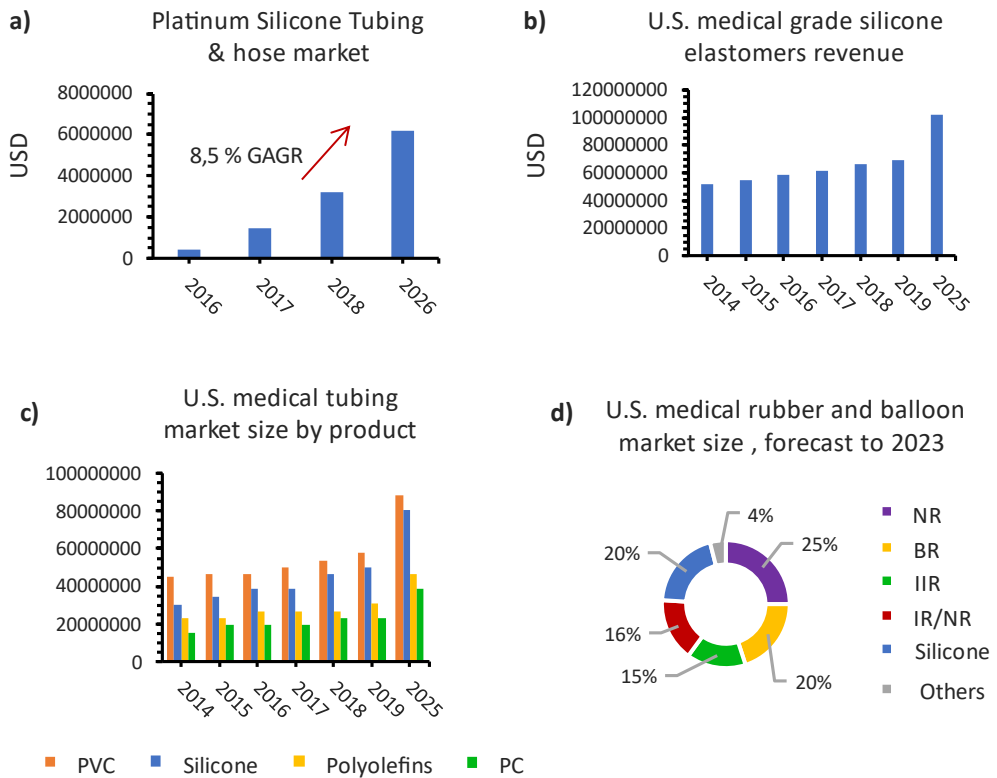 a)
Platinum Silicone Tubing
& hose market
USD
8000000
6000000
4000000
2000000
0
8,5 % GAGR
2016
2017
2018
2026
b)
U.S. medical grade silicone
elastomers revenue
USD
120000000
100000000
80000000
60000000
40000000
20000000
0
2014
2015
2016
2017
2018
2019
2025
c)
U.S. medical tubing
market size by product
100000000
80000000
60000000
40000000
20000000
0
2014
2015
2016
2017
2018
2019
2025
PVC
Silicone
Polyolefins
PC
d)
U.S. medical rubber and balloon
market size , forecast to 2023
4%
25%
20%
16%
15%
20%
NR
BR
IIR
IR/NR
Silicone
Others